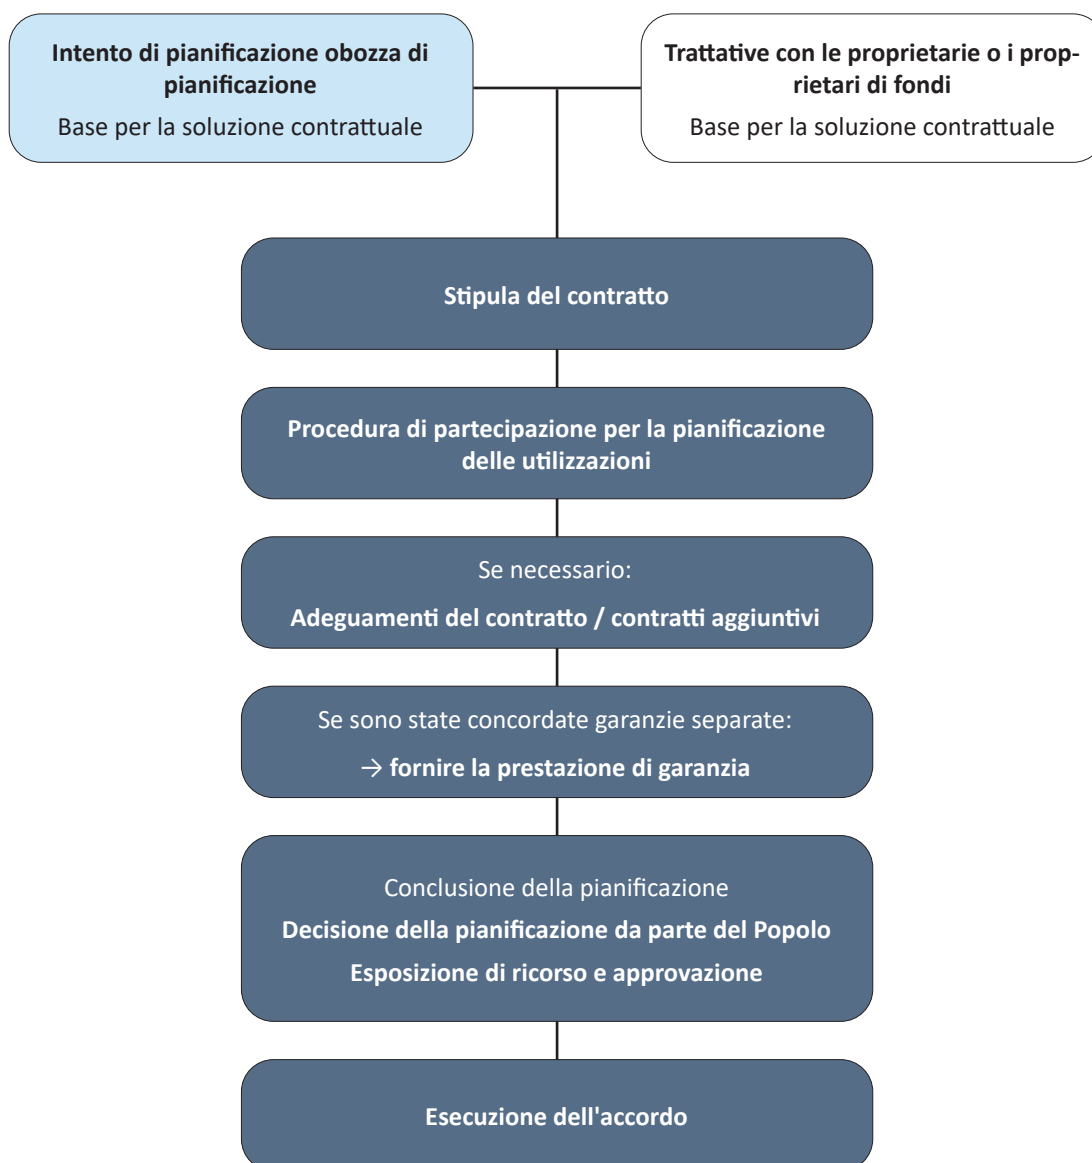 Intento di pianificazione obozza di
pianificazione
Base per la soluzione contrattuale
Trattative con le proprietarie o i prop-
rietari di fondi
Base per la soluzione contrattuale
Stipula del contratto
Procedura di partecipazione per la pianificazione
delle utilizzazioni
Se necessario:
Adeguamenti del contratto / contratti aggiuntivi
Se sono state concordate garanzie separate:
→ fornire la prestazione di garanzia
Conclusione della pianificazione
Decisione della pianificazione da parte del Popolo
Esposizione di ricorso e approvazione
Esecuzione dell'accordo